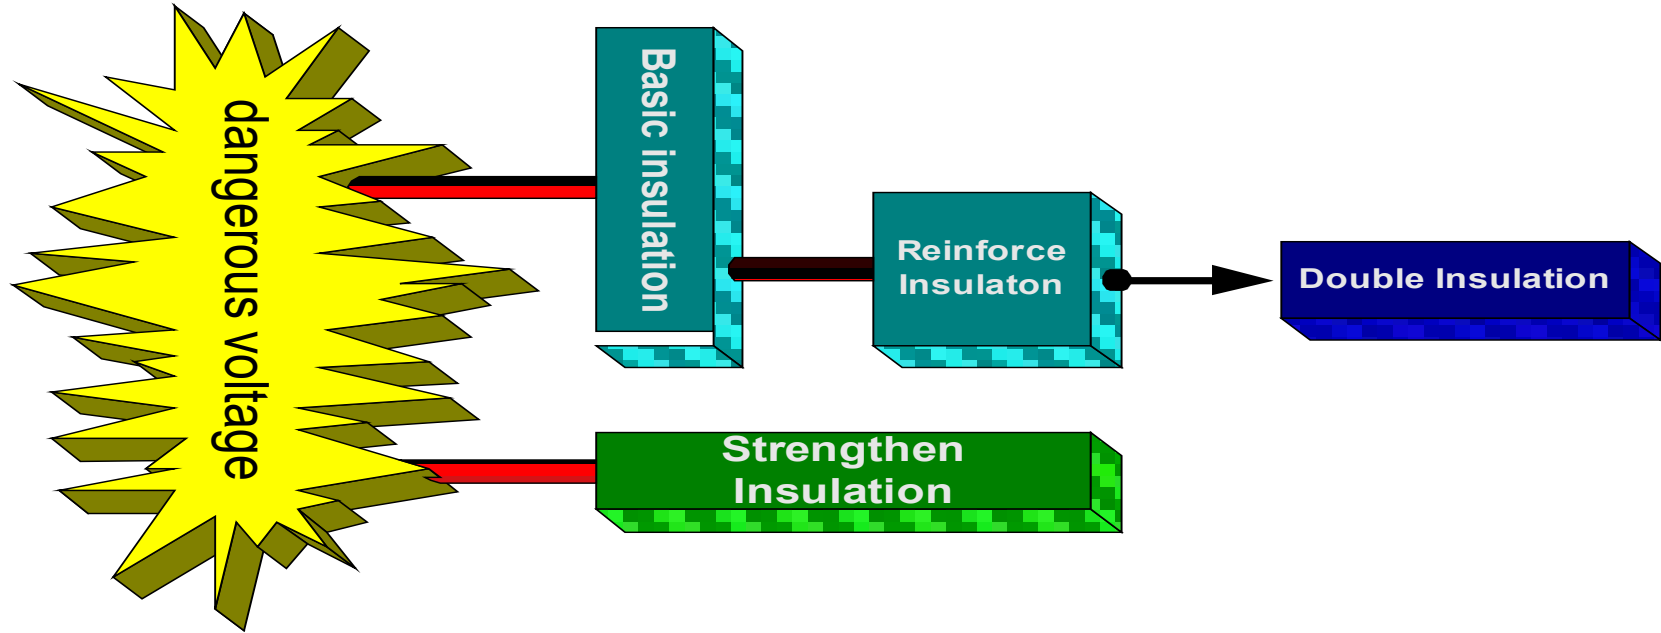 dangerous voltage
Basic insulation
Reinforce
Insulaton
Double Insulation
Strengthen
Insulation